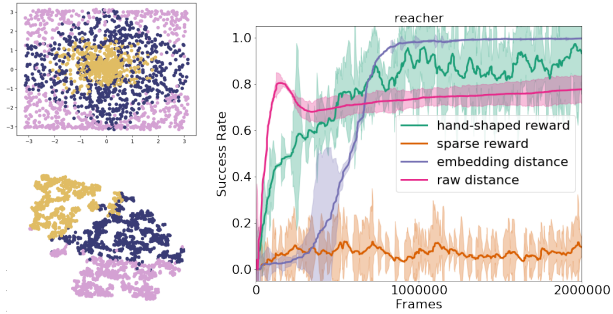 reacher
3
2
1
0
-1
-2
-3
-3 -2 -1 0 1 2 3
Success Rate
1.0
0.8
0.6
0.4
0.2
0.0
hand-shaped reward
sparse reward
embedding distance
raw distance
0 1000000 2000000
Frames